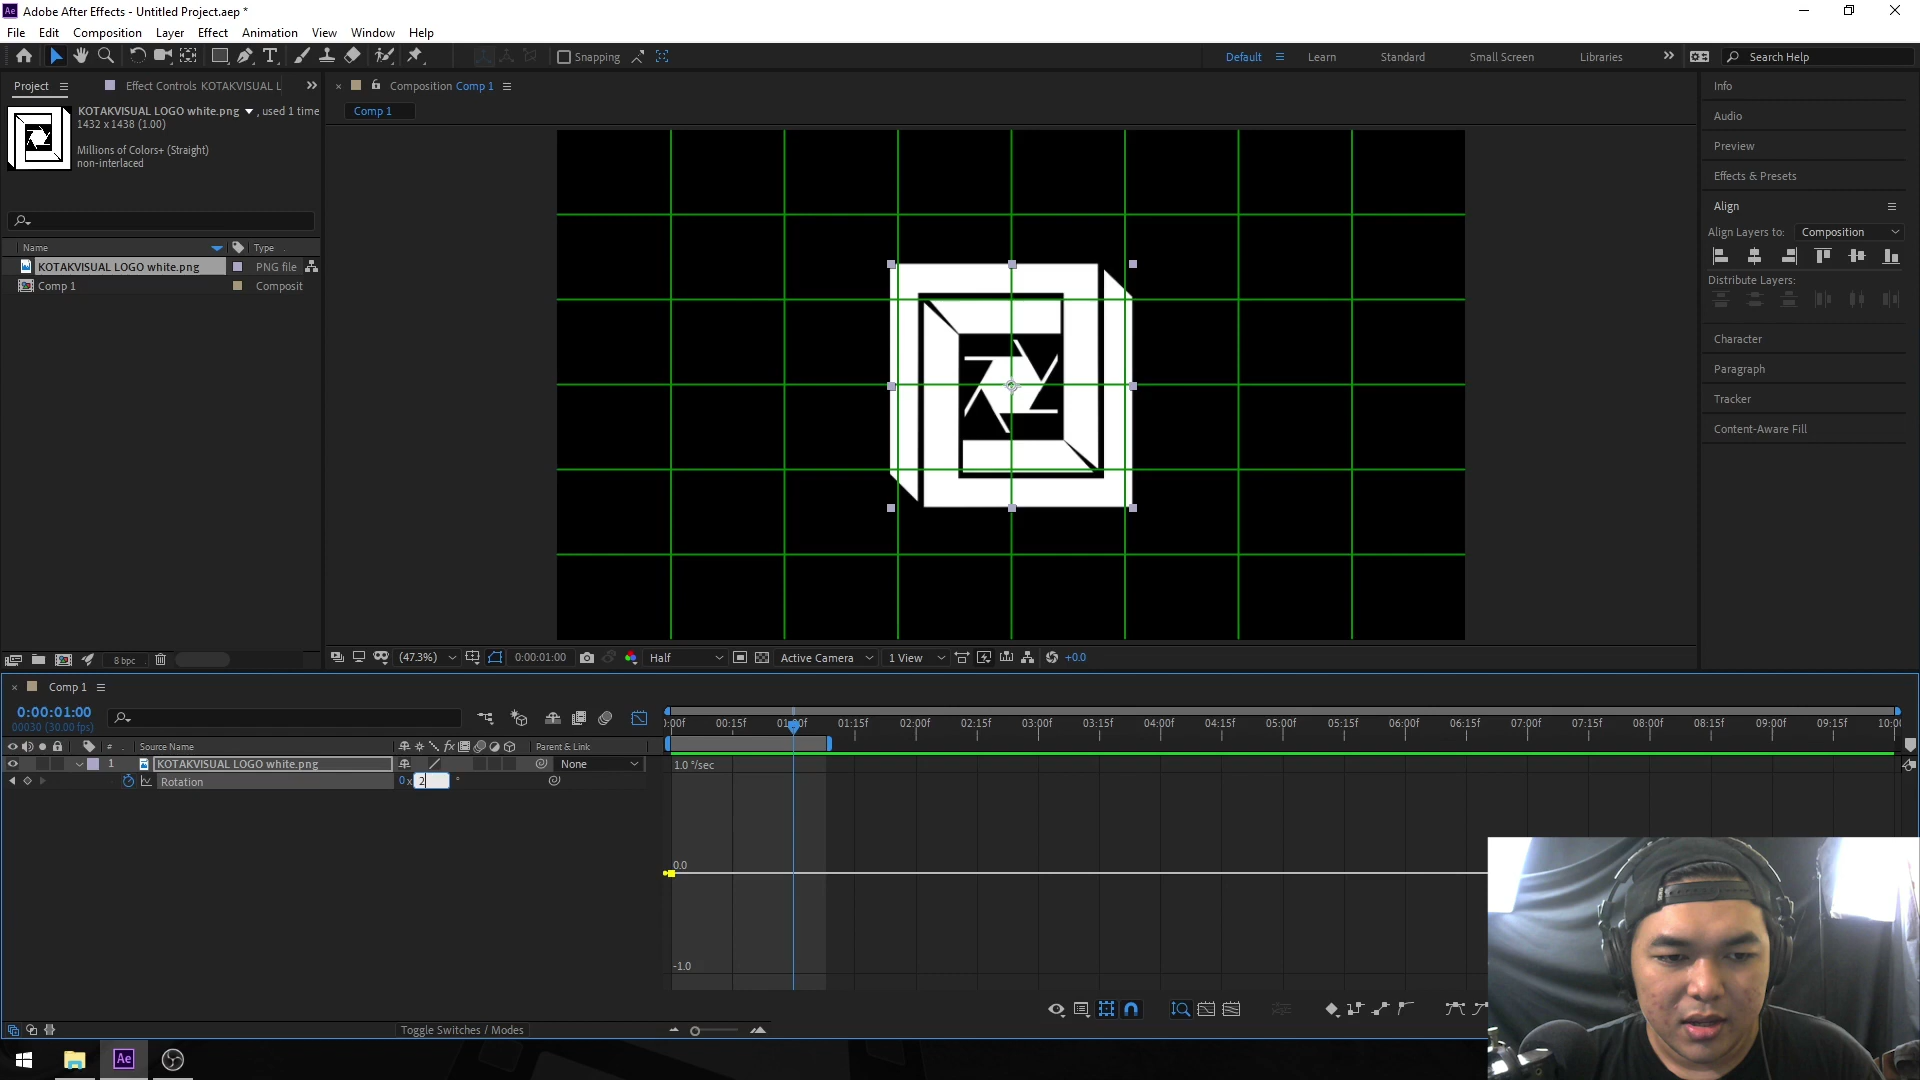 Adobe After Effects - Untitled Project.aep *
File Edit Composition Layer Effect Animation View Window Help
Snapping
Default Learn Standard Small Screen Libraries
Search Help
Project Effect Controls KOTAKVISUAL L
KOTAKVISUAL LOGO white.png , used 1 time
1432 x 1438 (1.00)
Millions of Colors+ (Straight)
non-interlaced
Name Type
KOTAKVISUAL LOGO white.png PNG file
Comp 1 Composit
8 bpc
Composition Comp 1
Comp 1
(47.3%) 0:00:01:00 Half Active Camera 1 View +0.0
Info
Audio
Preview
Effects & Presets
Align
Align Layers to: Composition
Distribute Layers:
Character
Paragraph
Tracker
Content-Aware Fill
Comp 1
0:00:01:00
00030 (30.00 fps)
# Source Name fx Parent & Link
1 KOTAKVISUAL LOGO white.png None
Rotation 0 x 2 °
):00f 00:15f 01:00f 01:15f 02:00f 02:15f 03:00f 03:15f 04:00f 04:15f 05:00f 05:15f 06:00f 06:15f 07:00f 07:15f 08:00f 08:15f 09:00f 09:15f 10:0
1.0 °/sec
0.0
-1.0
Toggle Switches / Modes
Ae